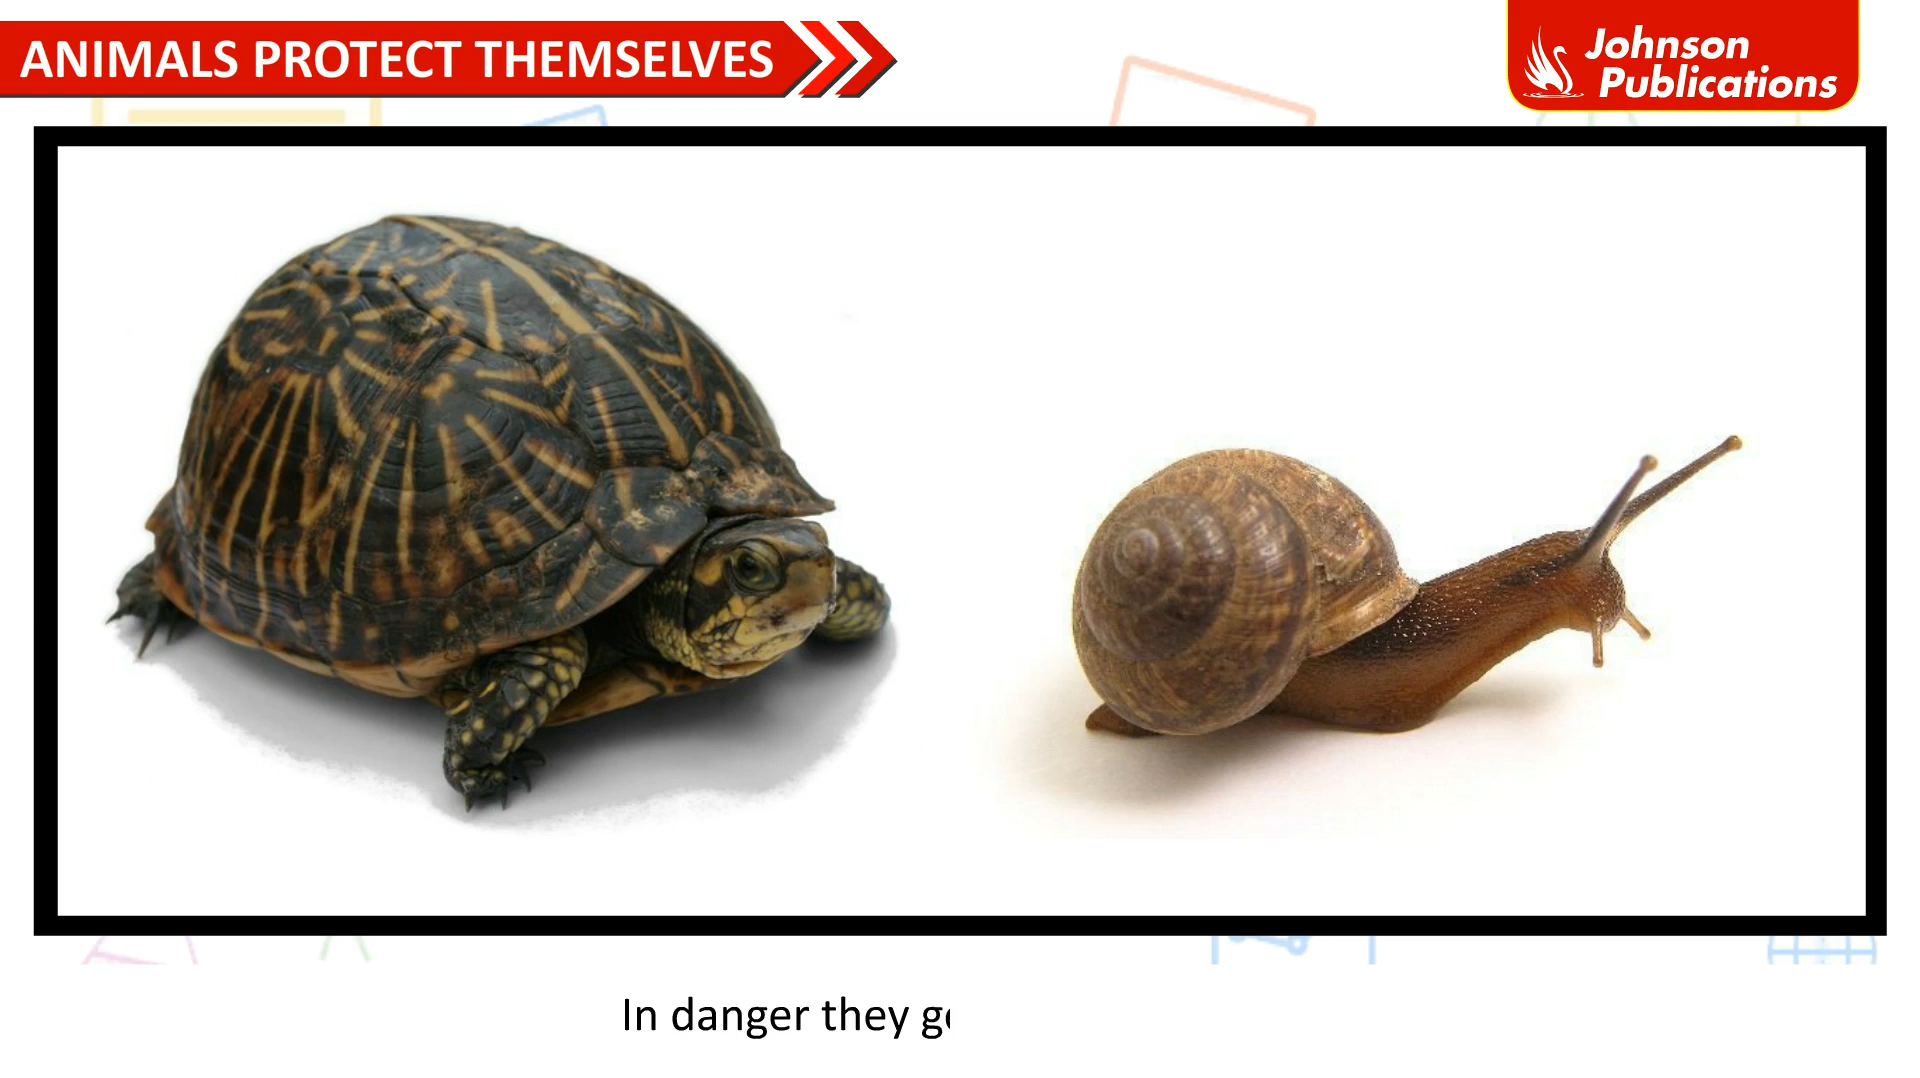 ANIMALS PROTECT THEMSELVES
Johnson
Publications
In danger they